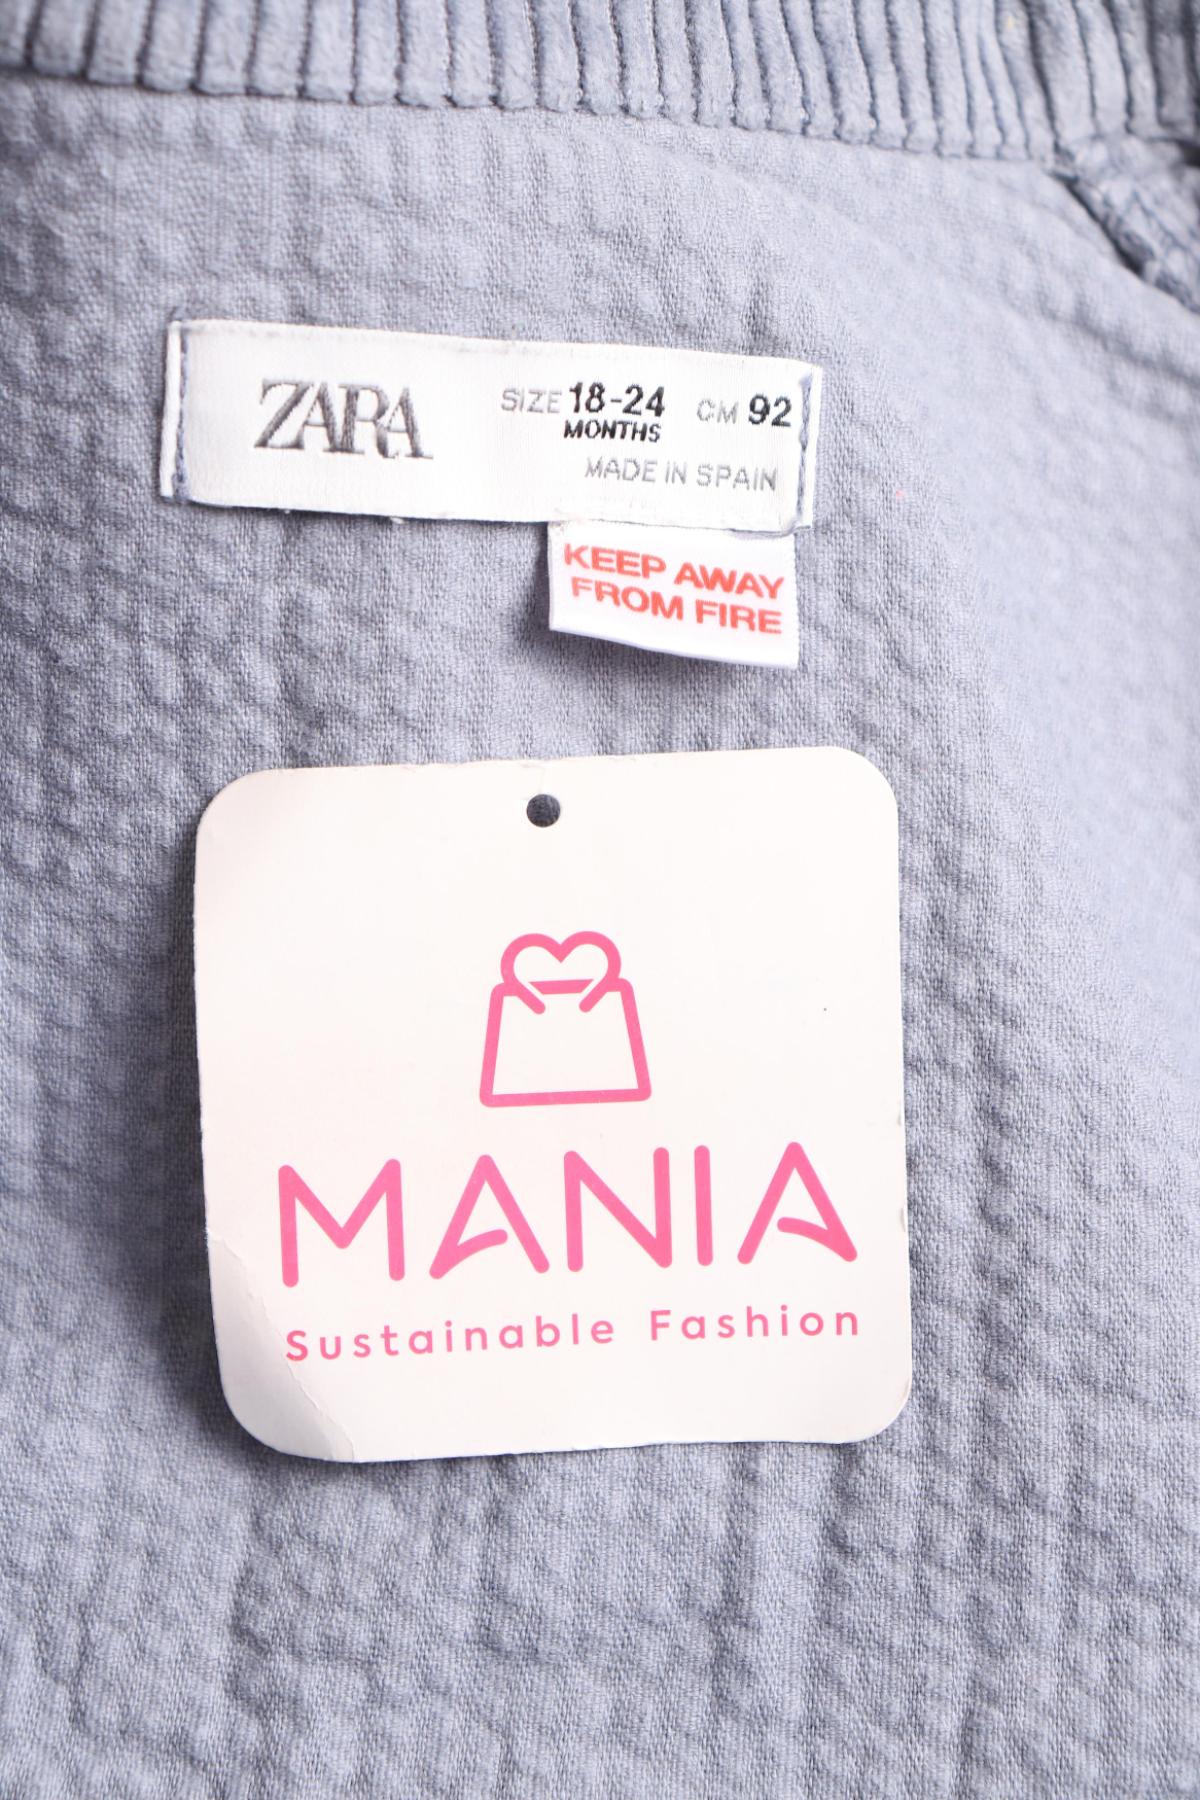 ZARA SIZE 18-24 CM 92
MONTHS
MADE IN SPAIN
KEEP AWAY
FROM FIRE
MANIA
Sustainable Fashion